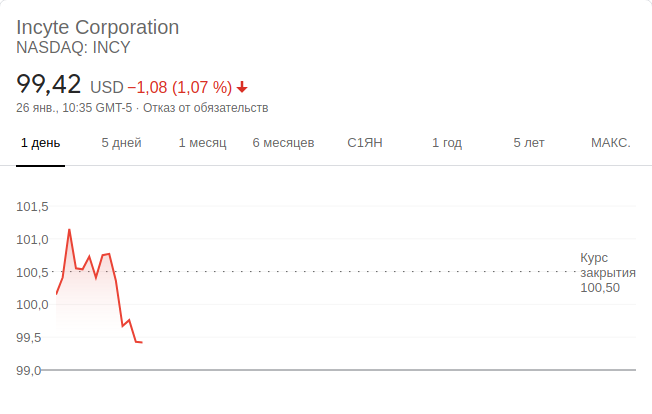 Incyte Corporation
NASDAQ: INCY
99,42 USD −1,08 (1,07 %)
26 янв., 10:35 GMT-5 · Отказ от обязательств
1 день 5 дней 1 месяц 6 месяцев С1ЯН 1 год 5 лет МАКС.
101,5
101,0
100,5
100,0
99,5
99,0
Курс
закрытия
100,50